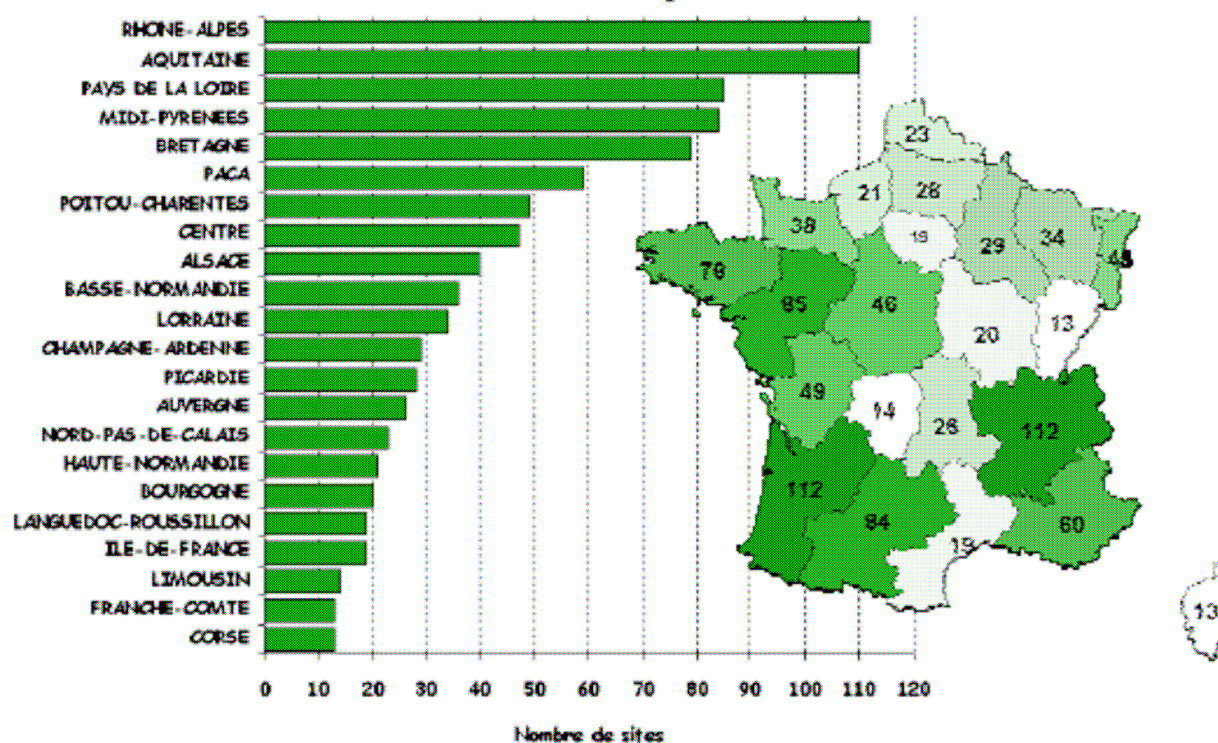 RHONE-ALPES
AQUITAINE
PAYS DE LA LOIRE
MIDI-PYRENEES
BRETAGNE
PACA
POITOU-CHARENTES
CENTRE
ALSACE
BASSE-NORMANDIE
LORRAINE
CHAMPAGNE-ARDENNE
PICARDIE
AUVERGNE
NORD-PAS-DE-CALAIS
HAUTE-NORMANDIE
BOURGOGNE
LANGUEDOC-ROUSSILLON
ILE-DE-FRANCE
LIMOUSIN
FRANCHE-COMTE
CORSE
0 10 20 30 40 50 60 70 80 90 100 110 120
Nombre de sites
23
21 28
38 19 29 34
85 46
20 13
49 14 26 112
112 84 60
19
13